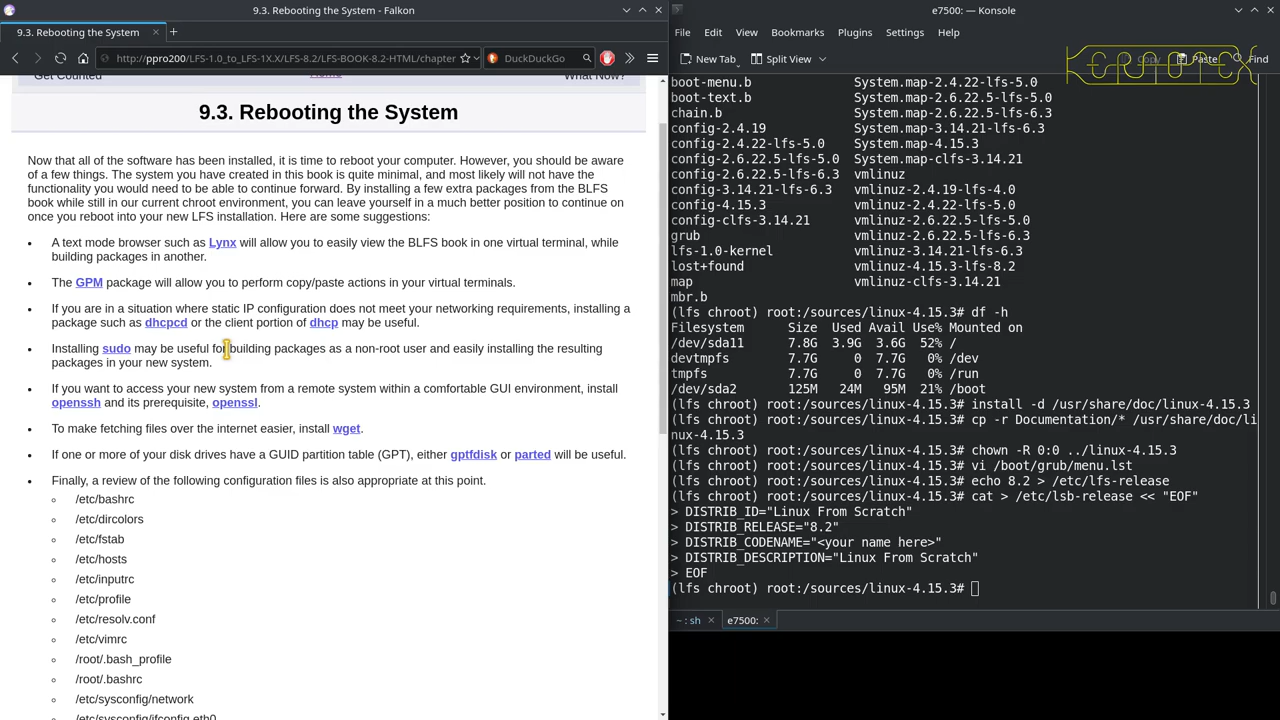 9.3. Rebooting the System - Falkon
9.3. Rebooting the System
http://ppro200/LFS-1.0_to_LFS-1X.X/LFS-8.2/LFS-BOOK-8.2-HTML/chapter
DuckDuckGo
Get Counted
Home
What Now?
9.3. Rebooting the System
Now that all of the software has been installed, it is time to reboot your computer. However, you should be aware
of a few things. The system you have created in this book is quite minimal, and most likely will not have the
functionality you would need to be able to continue forward. By installing a few extra packages from the BLFS
book while still in our current chroot environment, you can leave yourself in a much better position to continue on
once you reboot into your new LFS installation. Here are some suggestions:
A text mode browser such as Lynx will allow you to easily view the BLFS book in one virtual terminal, while
building packages in another.
The GPM package will allow you to perform copy/paste actions in your virtual terminals.
If you are in a situation where static IP configuration does not meet your networking requirements, installing a
package such as dhcpcd or the client portion of dhcp may be useful.
Installing sudo may be useful for building packages as a non-root user and easily installing the resulting
packages in your new system.
If you want to access your new system from a remote system within a comfortable GUI environment, install
openssh and its prerequisite, openssl.
To make fetching files over the internet easier, install wget.
If one or more of your disk drives have a GUID partition table (GPT), either gptfdisk or parted will be useful.
Finally, a review of the following configuration files is also appropriate at this point.
/etc/bashrc
/etc/dircolors
/etc/fstab
/etc/hosts
/etc/inputrc
/etc/profile
/etc/resolv.conf
/etc/vimrc
/root/.bash_profile
/root/.bashrc
/etc/sysconfig/network
/etc/sysconfig/ifconfig.eth0
e7500: — Konsole
File Edit View Bookmarks Plugins Settings Help
New Tab Split View Copy Paste Find
boot-menu.b System.map-2.4.22-lfs-5.0
boot-text.b System.map-2.6.22.5-lfs-5.0
chain.b System.map-2.6.22.5-lfs-6.3
config-2.4.19 System.map-3.14.21-lfs-6.3
config-2.4.22-lfs-5.0 System.map-4.15.3
config-2.6.22.5-lfs-5.0 System.map-clfs-3.14.21
config-2.6.22.5-lfs-6.3 vmlinuz
config-3.14.21-lfs-6.3 vmlinuz-2.4.19-lfs-4.0
config-4.15.3 vmlinuz-2.4.22-lfs-5.0
config-clfs-3.14.21 vmlinuz-2.6.22.5-lfs-5.0
grub vmlinuz-2.6.22.5-lfs-6.3
lfs-1.0-kernel vmlinuz-3.14.21-lfs-6.3
lost+found vmlinuz-4.15.3-lfs-8.2
map vmlinuz-clfs-3.14.21
mbr.b
(lfs chroot) root:/sources/linux-4.15.3# df -h
Filesystem Size Used Avail Use% Mounted on
/dev/sda11 7.8G 3.9G 3.6G 52% /
devtmpfs 7.7G 0 7.7G 0% /dev
tmpfs 7.7G 0 7.7G 0% /run
/dev/sda2 125M 24M 95M 21% /boot
(lfs chroot) root:/sources/linux-4.15.3# install -d /usr/share/doc/linux-4.15.3
(lfs chroot) root:/sources/linux-4.15.3# cp -r Documentation/* /usr/share/doc/li
nux-4.15.3
(lfs chroot) root:/sources/linux-4.15.3# chown -R 0:0 ../linux-4.15.3
(lfs chroot) root:/sources/linux-4.15.3# vi /boot/grub/menu.lst
(lfs chroot) root:/sources/linux-4.15.3# echo 8.2 > /etc/lfs-release
(lfs chroot) root:/sources/linux-4.15.3# cat > /etc/lsb-release << "EOF"
> DISTRIB_ID="Linux From Scratch"
> DISTRIB_RELEASE="8.2"
> DISTRIB_CODENAME="<your name here>"
> DISTRIB_DESCRIPTION="Linux From Scratch"
> EOF
(lfs chroot) root:/sources/linux-4.15.3#
~ : sh
e7500: